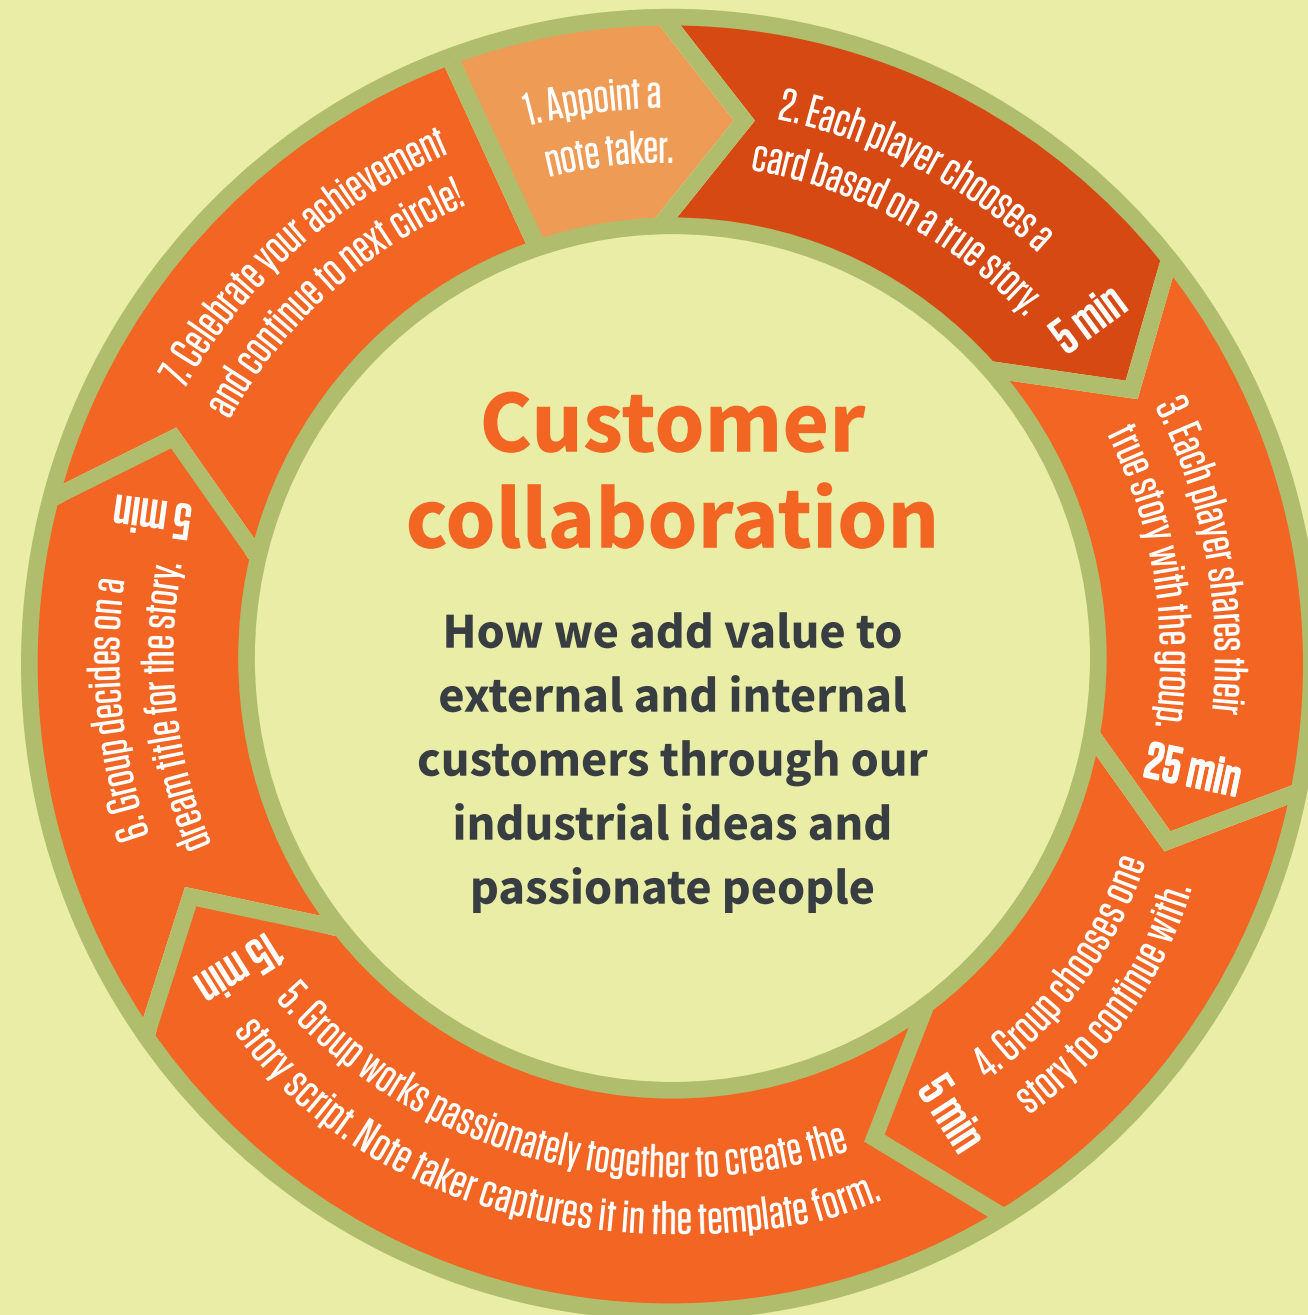 1. Appoint a
note taker.
2. Each player chooses a
card based on a true story.
5 min
3. Each player shares their
true story with the group.
25 min
4. Group chooses one
story to continue with.
5 min
5. Group works passionately together to create the
story script. Note taker captures it in the template form.
15 min
6. Group decides on a
dream title for the story.
5 min
7. Celebrate your achievement
and continue to next circle!
Customer
collaboration
How we add value to
external and internal
customers through our
industrial ideas and
passionate people